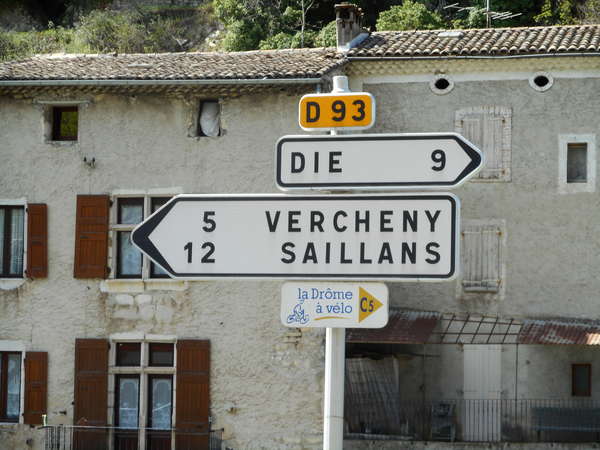 D 93
DIE 9
5 VERCHENY
12 SAILLANS
la Drôme
à vélo C5